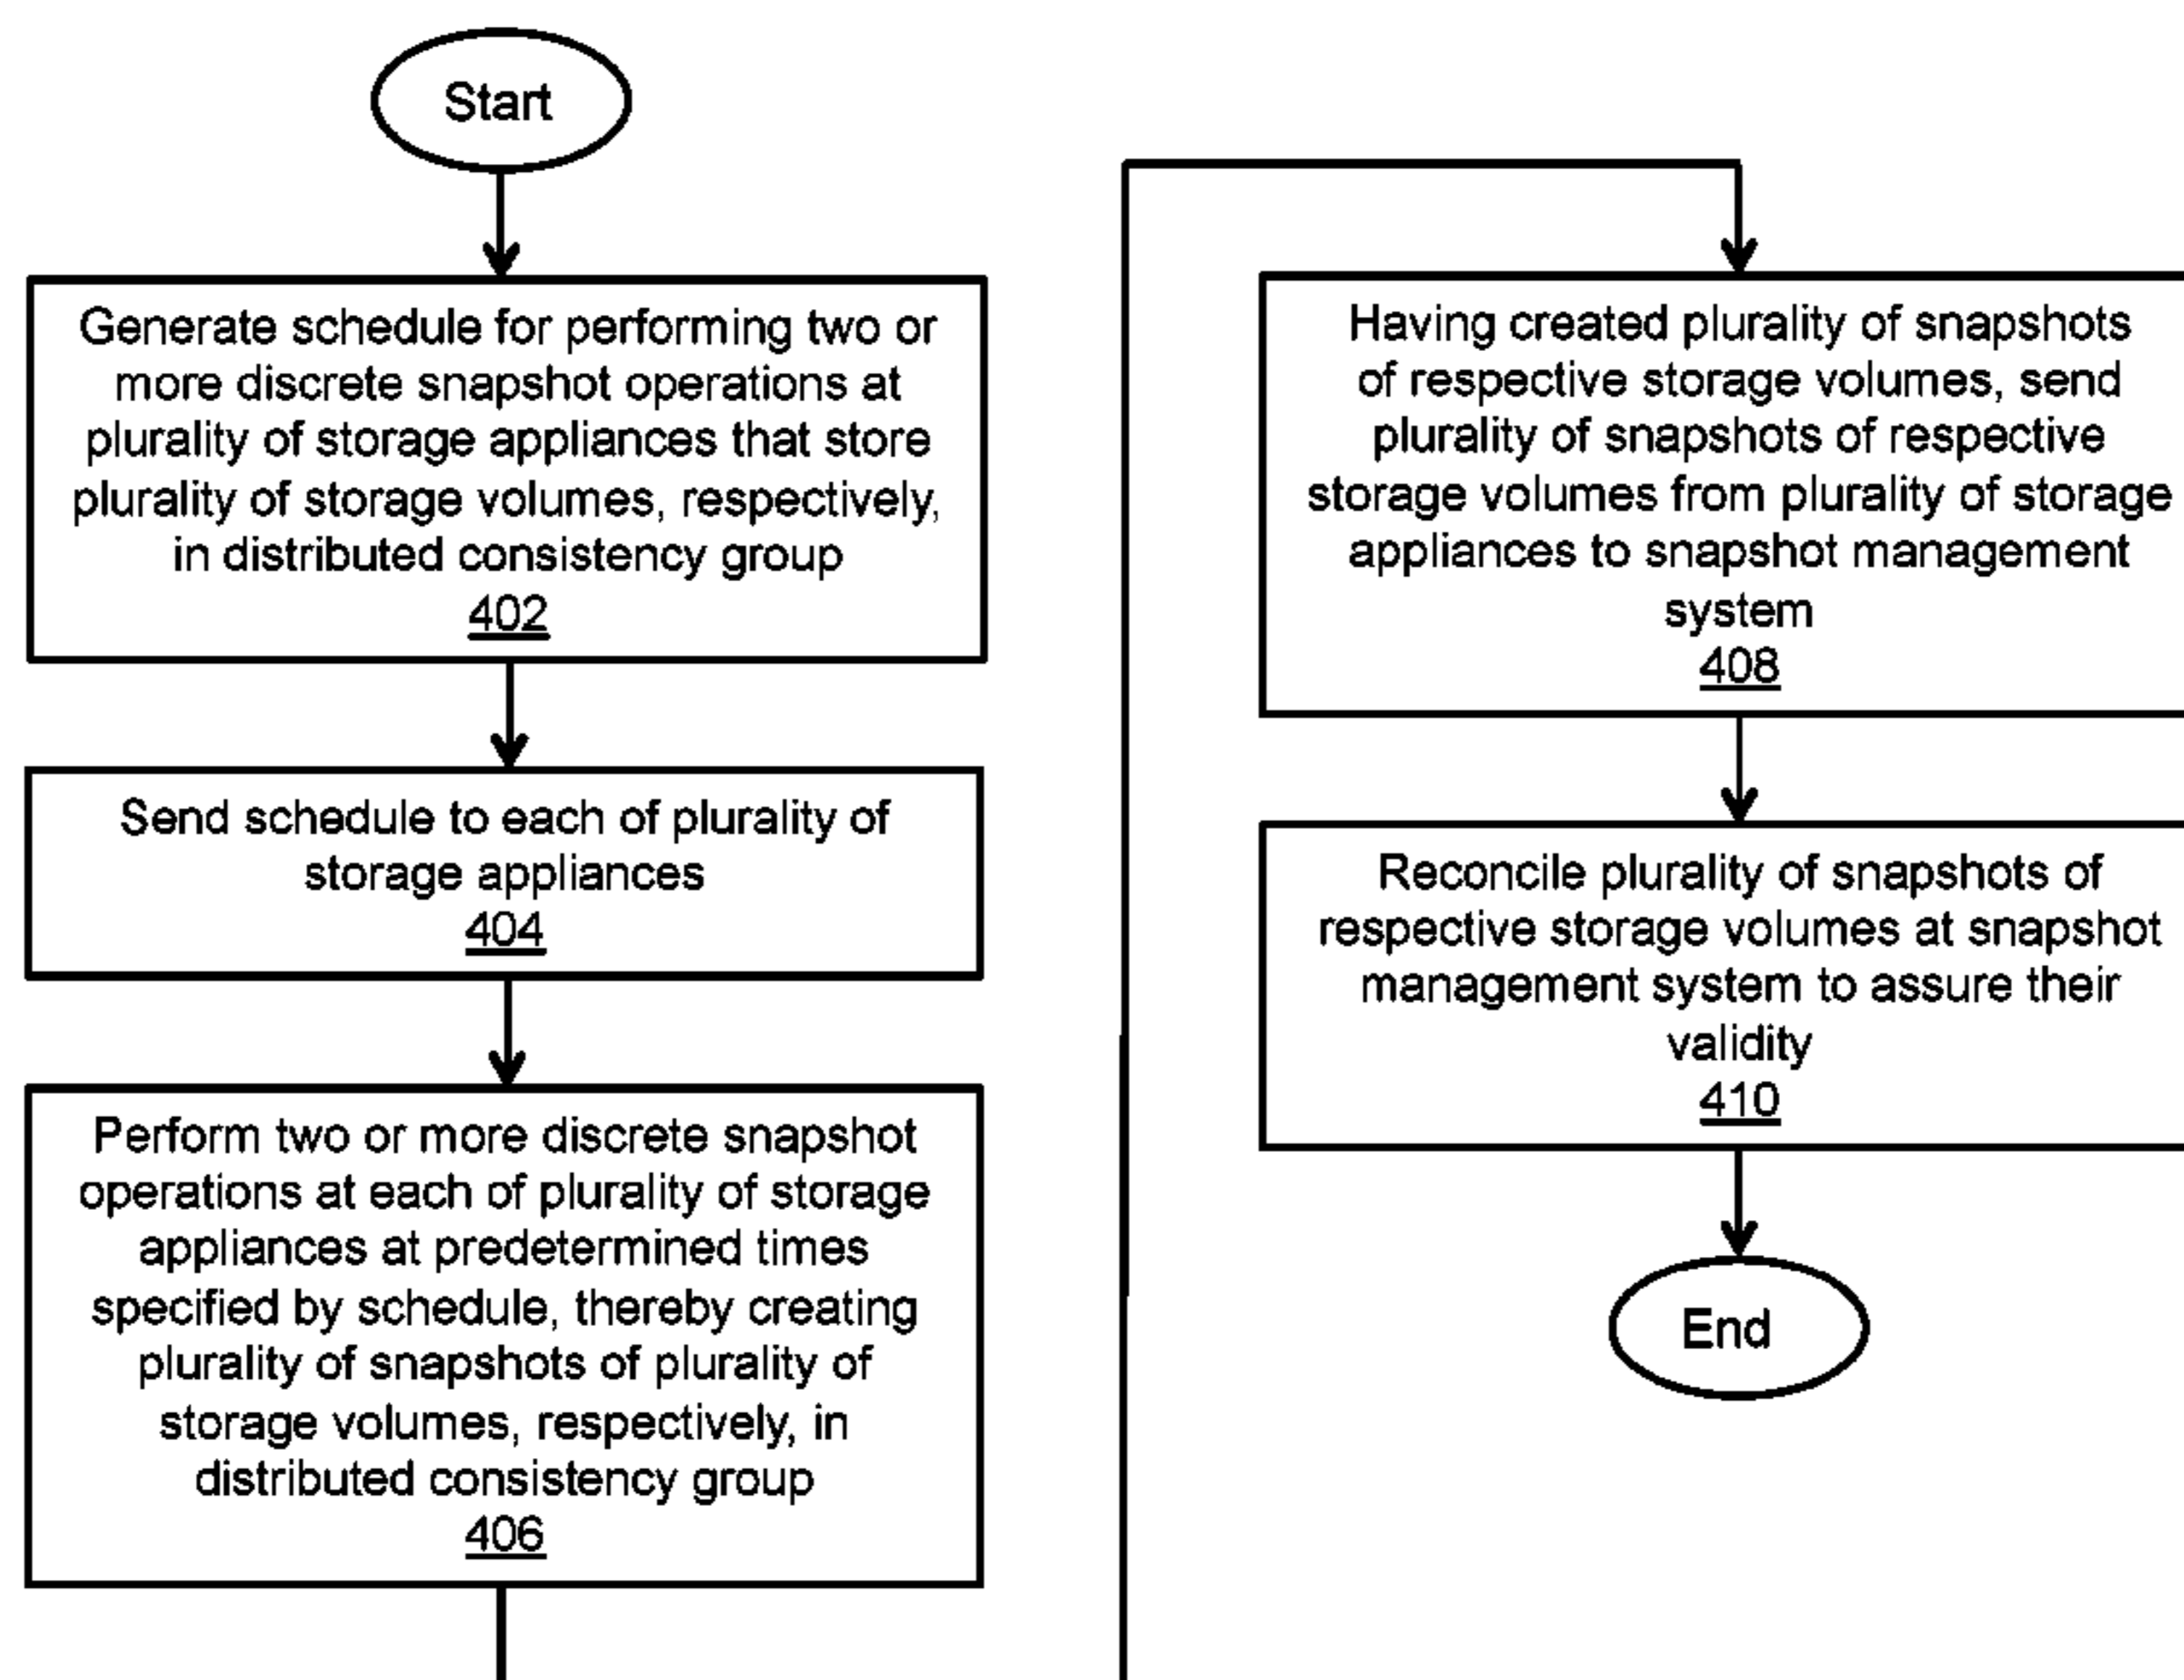 Start
Generate schedule for performing two or
more discrete snapshot operations at
plurality of storage appliances that store
plurality of storage volumes, respectively,
in distributed consistency group
402
Send schedule to each of plurality of
storage appliances
404
Perform two or more discrete snapshot
operations at each of plurality of storage
appliances at predetermined times
specified by schedule, thereby creating
plurality of snapshots of plurality of
storage volumes, respectively, in
distributed consistency group
406
Having created plurality of snapshots
of respective storage volumes, send
plurality of snapshots of respective
storage volumes from plurality of storage
appliances to snapshot management
system
408
Reconcile plurality of snapshots of
respective storage volumes at snapshot
management system to assure their
validity
410
End